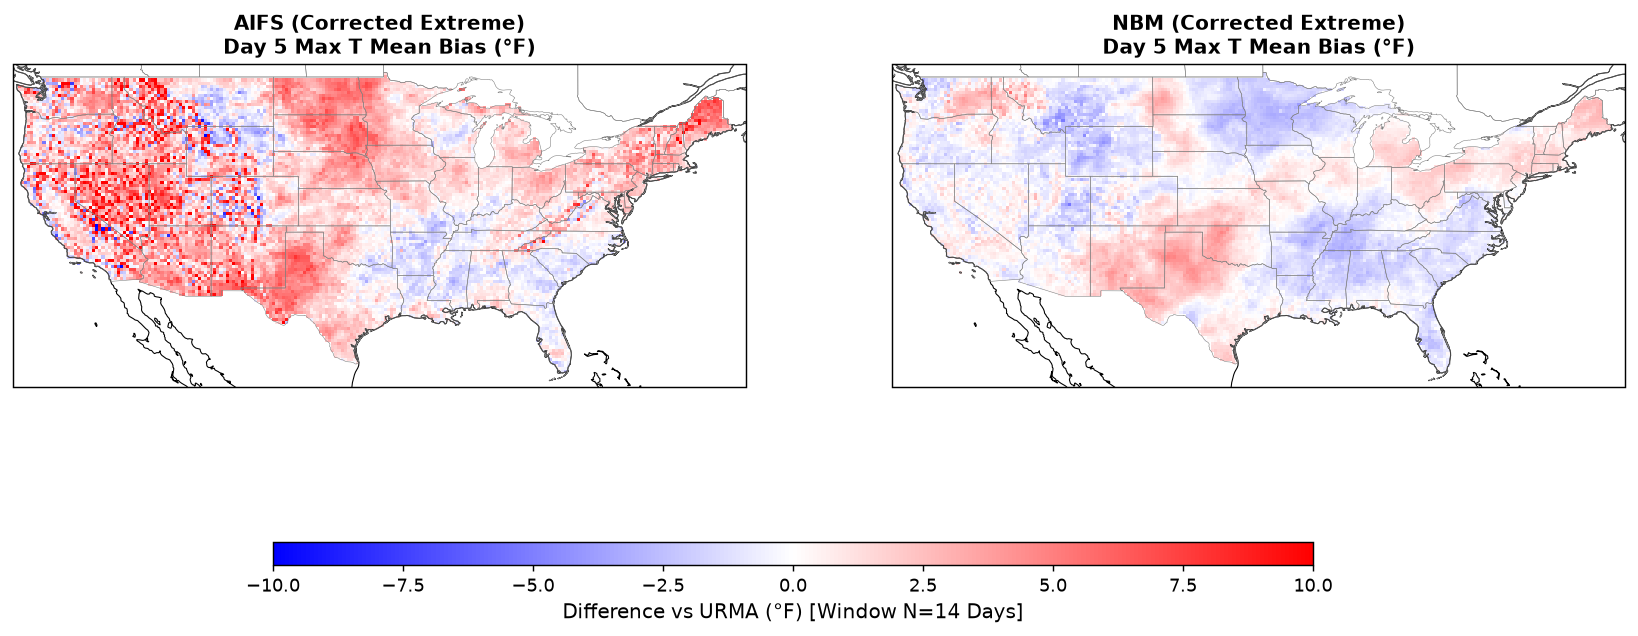 AIFS (Corrected Extreme)
Day 5 Max T Mean Bias (°F)
NBM (Corrected Extreme)
Day 5 Max T Mean Bias (°F)
−10.0 −7.5 −5.0 −2.5 0.0 2.5 5.0 7.5 10.0
Difference vs URMA (°F) [Window N=14 Days]